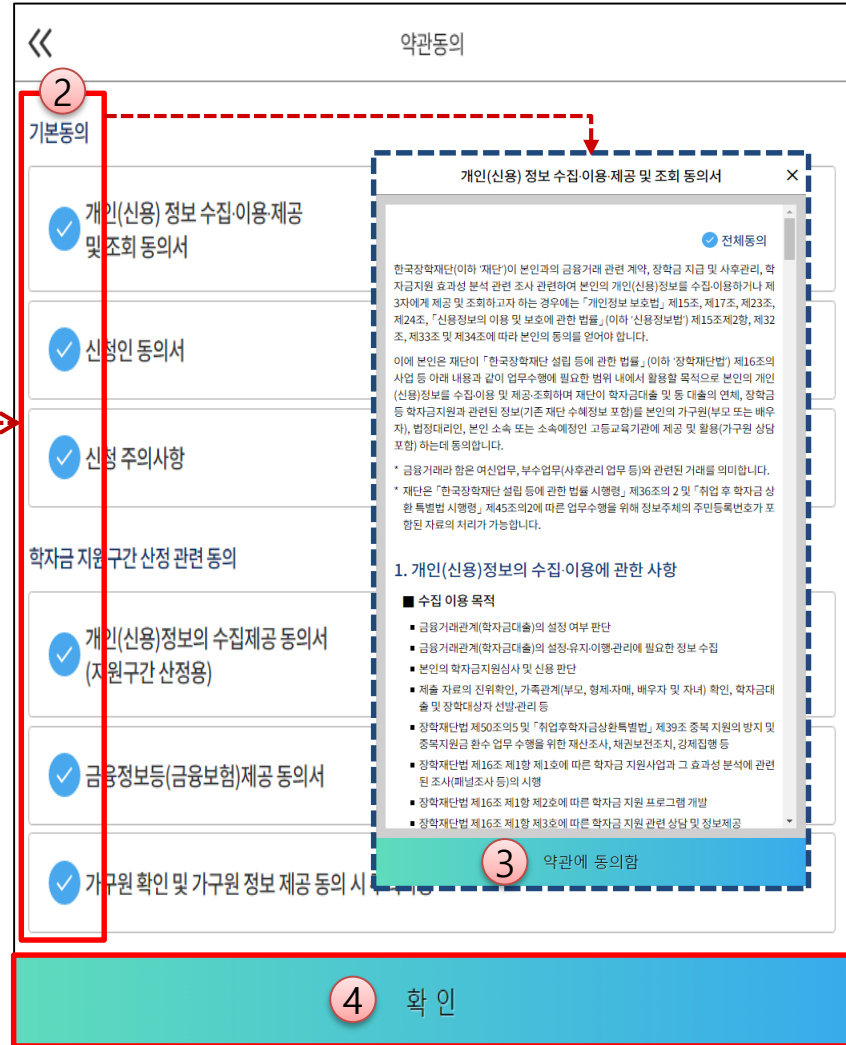 약관동의
2
기본동의
개인(신용) 정보 수집·이용·제공
및 조회 동의서
신청인 동의서
신청 주의사항
학자금 지원구간 산정 관련 동의
개인(신용)정보의 수집제공 동의서
(지원구간 산정용)
금융정보등(금융보험)제공 동의서
가구원 확인 및 가구원 정보 제공 동의 시
개인(신용) 정보 수집·이용·제공 및 조회 동의서
전체동의
한국장학재단(이하 '재단')이 본인과의 금융거래 관련 계약, 장학금 지급 및 사후관리, 학
자금지원 효과성 분석 관련 조사 관련하여 본인의 개인(신용)정보를 수집·이용하거나 제
3자에게 제공 및 조회하고자 하는 경우에는 「개인정보 보호법」 제15조, 제17조, 제23조,
제24조, 「신용정보의 이용 및 보호에 관한 법률」(이하 '신용정보법') 제15조제2항, 제32
조, 제33조 및 제34조에 따라 본인의 동의를 얻어야 합니다.
이에 본인은 재단이 「한국장학재단 설립 등에 관한 법률」(이하 '장학재단법') 제16조의
사업 등 아래 내용과 같이 업무수행에 필요한 범위 내에서 활용할 목적으로 본인의 개인
(신용)정보를 수집·이용 및 제공·조회하며 재단이 학자금대출 및 동 대출의 연체, 장학금
등 학자금지원과 관련된 정보(기존 재단 수혜정보 포함)를 본인의 가구원(부모 또는 배우
자), 법정대리인, 본인 소속 또는 소속예정인 고등교육기관에 제공 및 활용(가구원 상담
포함) 하는데 동의합니다.
* 금융거래라 함은 여신업무, 부수업무(사후관리 업무 등)와 관련된 거래를 의미합니다.
* 재단은 「한국장학재단 설립 등에 관한 법률 시행령」 제36조의 2 및 「취업 후 학자금 상
환 특별법 시행령」 제45조의2에 따른 업무수행을 위해 정보주체의 주민등록번호가 포
함된 자료의 처리가 가능합니다.
1. 개인(신용)정보의 수집·이용에 관한 사항
■ 수집 이용 목적
▪ 금융거래관계(학자금대출)의 설정 여부 판단
▪ 금융거래관계(학자금대출)의 설정·유지·이행·관리에 필요한 정보 수집
▪ 본인의 학자금지원심사 및 신용 판단
▪ 제출 자료의 진위확인, 가족관계(부모, 형제·자매, 배우자 및 자녀) 확인, 학자금대
출 및 장학대상자 선발·관리 등
▪ 장학재단법 제50조의5 및 「취업후학자금상환특별법」 제39조 중복 지원의 방지 및
중복지원금 환수 업무 수행을 위한 재산조사, 채권보전조치, 강제집행 등
▪ 장학재단법 제16조 제1항 제1호에 따른 학자금 지원사업과 그 효과성 분석에 관련
된 조사(패널조사 등)의 시행
▪ 장학재단법 제16조 제1항 제2호에 따른 학자금 지원 프로그램 개발
▪ 장학재단법 제16조 제1항 제3호에 따른 학자금 지원 관련 상담 및 정보제공
3 약관에 동의함
4 확 인